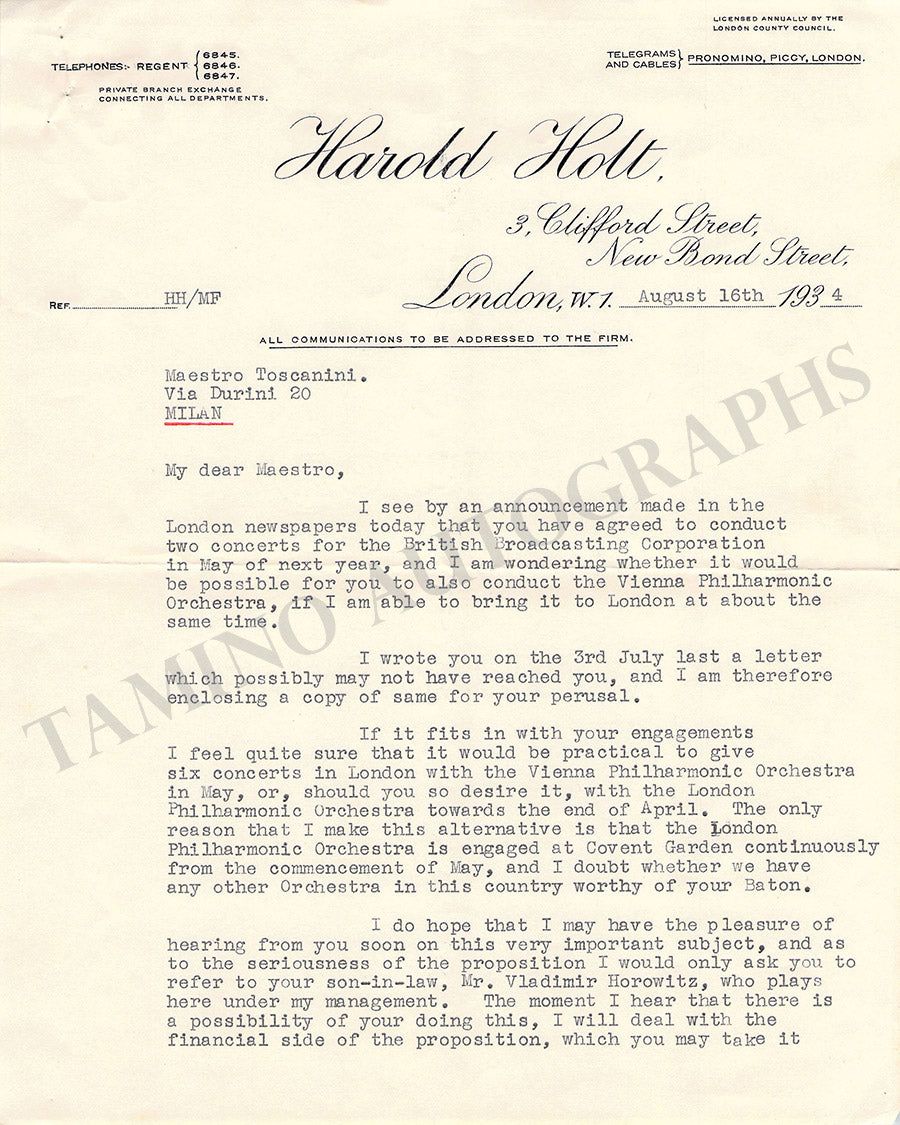 LICENSED ANNUALLY BY THE
LONDON COUNTY COUNCIL.
TELEPHONES:- REGENT { 6845.
6846.
6847.
PRIVATE BRANCH EXCHANGE
CONNECTING ALL DEPARTMENTS.
TELEGRAMS
AND CABLES} PRONOMINO, PICCY, LONDON.
Harold Holt.
3, Clifford Street,
New Bond Street,
REF. HH/MF
London, W.1. August 16th 1934
ALL COMMUNICATIONS TO BE ADDRESSED TO THE FIRM.
Maestro Toscanini.
Via Durini 20
MILAN
My dear Maestro,
I see by an announcement made in the
London newspapers today that you have agreed to conduct
two concerts for the British Broadcasting Corporation
in May of next year, and I am wondering whether it would
be possible for you to also conduct the Vienna Philharmonic
Orchestra, if I am able to bring it to London at about the
same time.
I wrote you on the 3rd July last a letter
which possibly may not have reached you, and I am therefore
enclosing a copy of same for your perusal.
If it fits in with your engagements
I feel quite sure that it would be practical to give
six concerts in London with the Vienna Philharmonic Orchestra
in May, or, should you so desire it, with the London
Philharmonic Orchestra towards the end of April. The only
reason that I make this alternative is that the London
Philharmonic Orchestra is engaged at Covent Garden continuously
from the commencement of May, and I doubt whether we have
any other Orchestra in this country worthy of your Baton.
I do hope that I may have the pleasure of
hearing from you soon on this very important subject, and as
to the seriousness of the proposition I would only ask you to
refer to your son-in-law, Mr. Vladimir Horowitz, who plays
here under my management. The moment I hear that there is
a possibility of your doing this, I will deal with the
financial side of the proposition, which you may take it
TAMINO AUTOGRAPHS